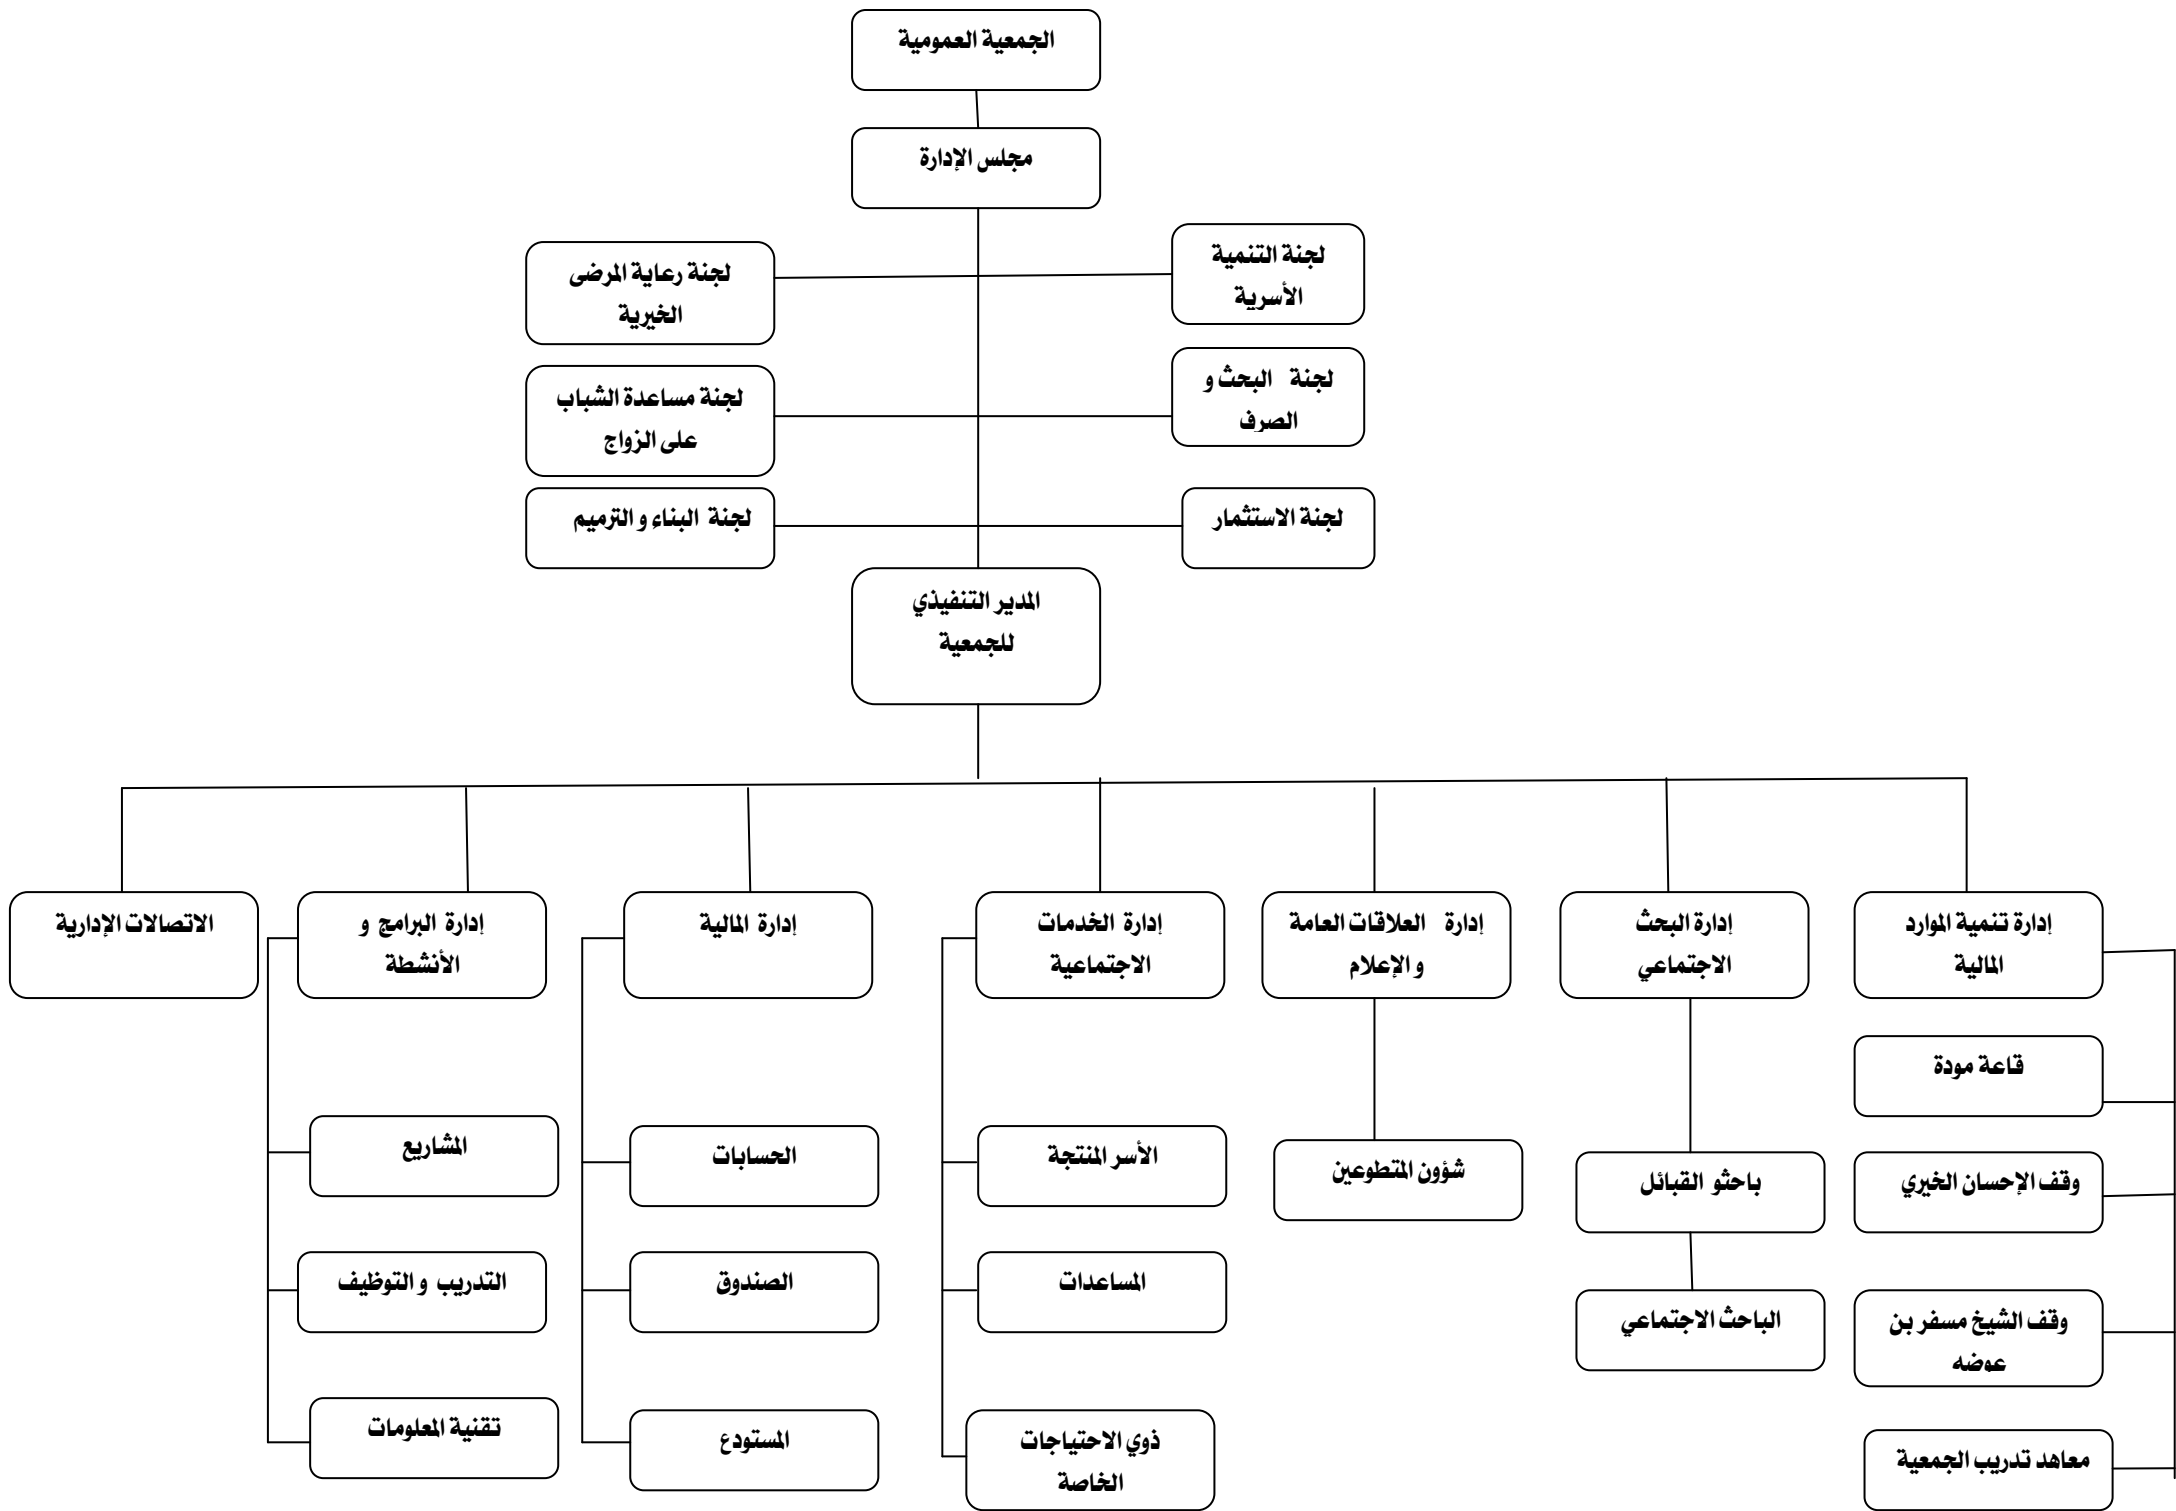 الجمعية العمومية
مجلس الإدارة
لجنة التنمية
الأسرية
لجنة رعاية المرضى
الخيرية
لجنة البحث و
الصرف
لجنة مساعدة الشباب
على الزواج
لجنة الاستثمار
لجنة البناء و الترميم
المدير التنفيذي
للجمعية
إدارة تنمية الموارد
المالية
إدارة البحث
الاجتماعي
إدارة العلاقات العامة
و الإعلام
إدارة الخدمات
الاجتماعية
إدارة المالية
إدارة البرامج و
الأنشطة
الاتصالات الإدارية
قاعة مودة
وقف الإحسان الخيري
وقف الشيخ مسفر بن
عوضه
معاهد تدريب الجمعية
باحثو القبائل
الباحث الاجتماعي
شؤون المتطوعين
الأسر المنتجة
المساعدات
ذوي الاحتياجات
الخاصة
الحسابات
الصندوق
المستودع
المشاريع
التدريب و التوظيف
تقنية المعلومات